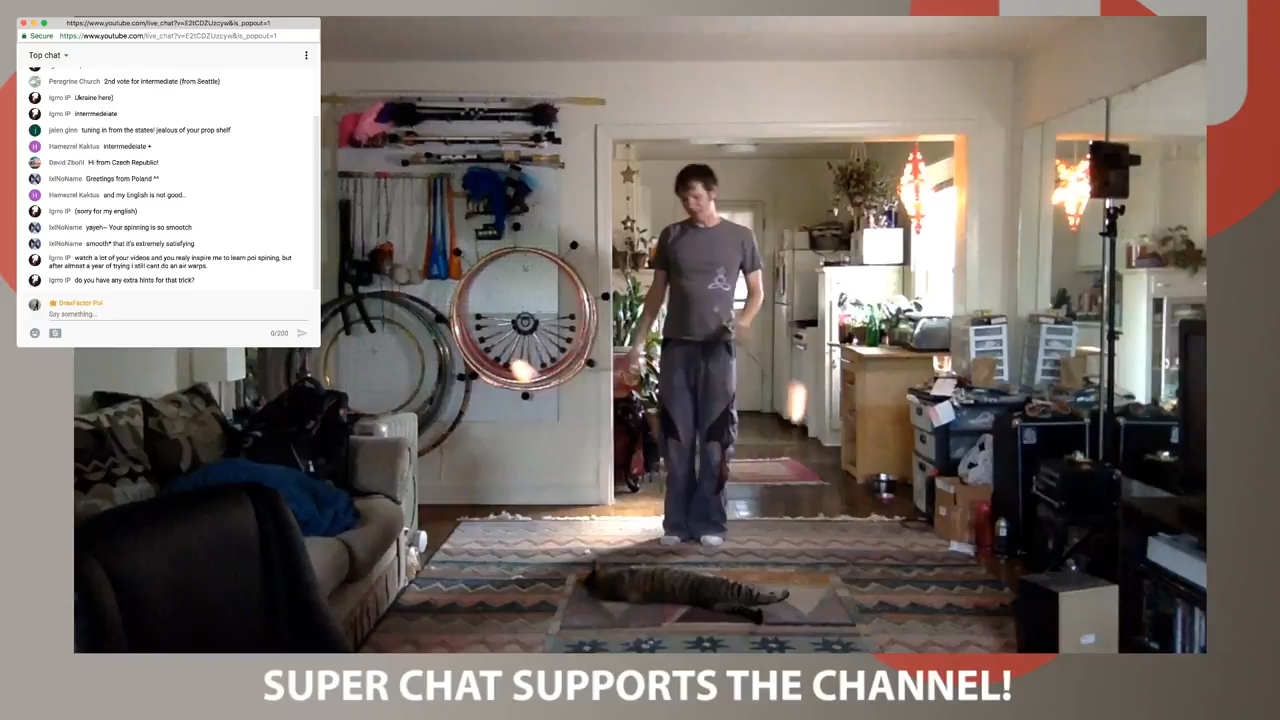 https://www.youtube.com/live_chat?v=E2tCDZUzcyw&is_popout=1
Secure https://www.youtube.com/live_chat?v=E2tCDZUzcyw&is_popout=1
Top chat
Peregrine Church 2nd vote for intermediate (from Seattle)
Igrro IP Ukraine here)
Igrro IP interrmedeiate
jalen ginn tuning in from the states! jealous of your prop shelf
Hamezrel Kaktus interrmedeiate +
David Zbořil Hi from Czech Republic!
IxINoName Greetings from Poland ^^
Hamezrel Kaktus and my English is not good..
Igrro IP (sorry for my english)
IxINoName yayeh~ Your spinning is so smootch
IxINoName smooth* that it's extremely satisfying
Igrro IP watch a lot of your videos and you realy inspire me to learn poi spining, but
after almost a year of trying i still cant do an air warps.
Igrro IP do you have any extra hints for that trick?
DrexFactor Poi
Say something...
0/200
SUPER CHAT SUPPORTS THE CHANNEL!